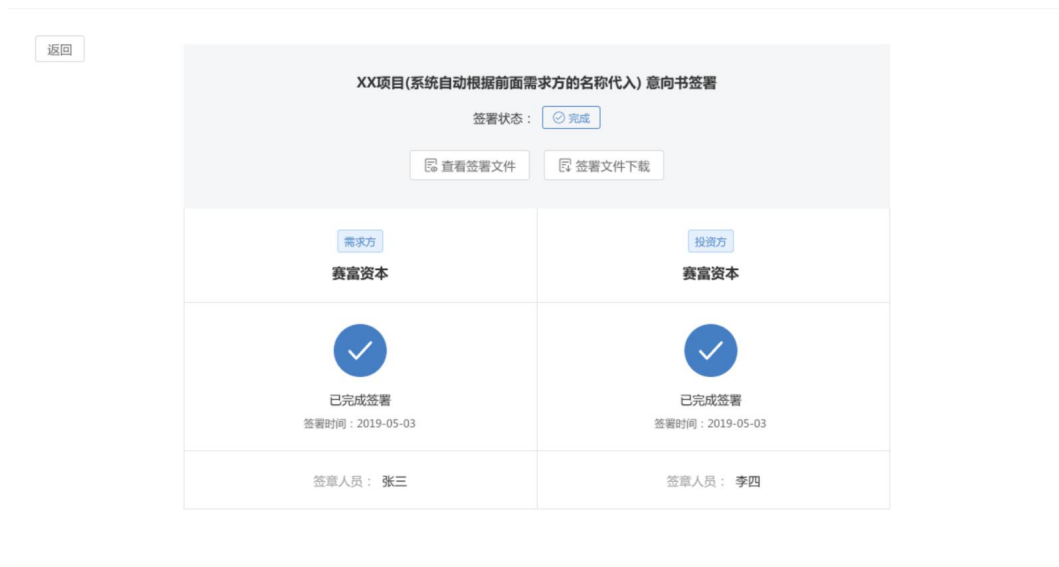 返回
XX项目(系统自动根据前面需求方的名称代入) 意向书签署
签署状态： 完成
查看签署文件 签署文件下载
需求方 投资方
赛富资本 赛富资本
已完成签署 已完成签署
签署时间：2019-05-03 签署时间：2019-05-03
签章人员： 张三 签章人员： 李四